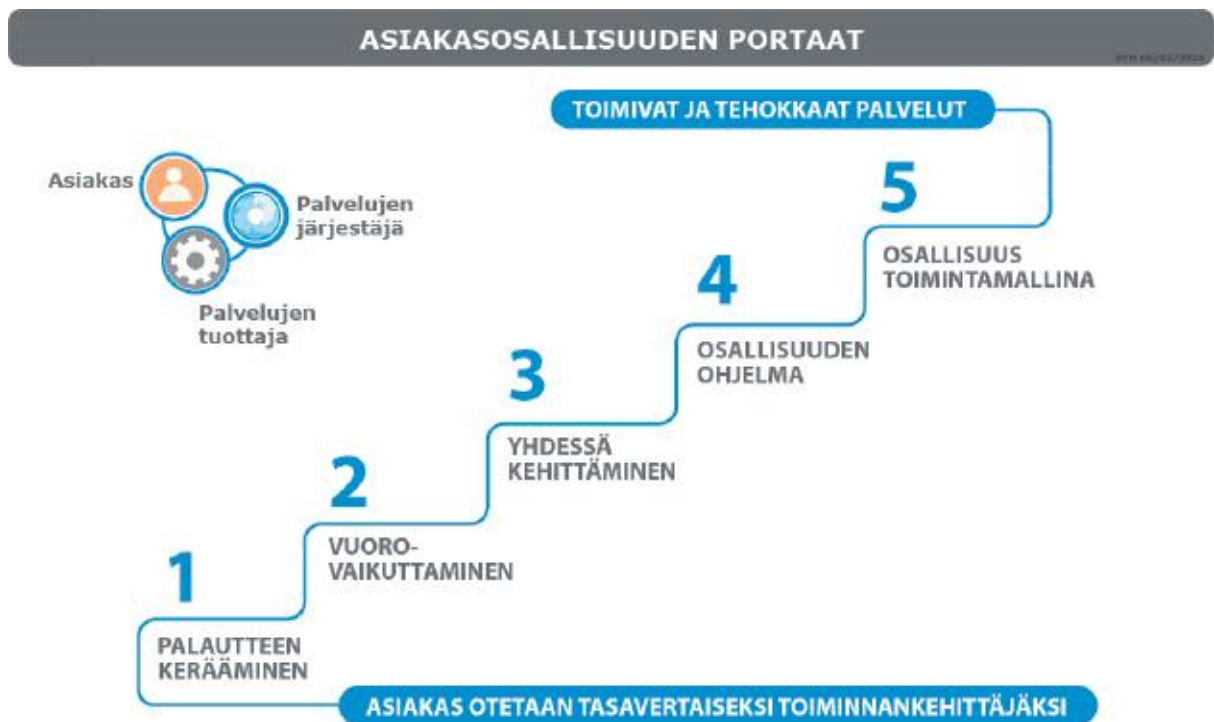 ASIAKASOSALLISUUDEN PORTAAT
TOIMIVAT JA TEHOKKAAT PALVELUT
Asiakas
Palvelujen
järjestäjä
Palvelujen
tuottaja
5
OSALLISUUS
TOIMINTAMALLINA
4
OSALLISUUDEN
OHJELMA
3
YHDESSÄ
KEHITTÄMINEN
2
VUORO-
VAIKUTTAMINEN
1
PALAUTTEEN
KERÄÄMINEN
ASIAKAS OTETAAN TASAVERTAISEKSI TOIMINNANKEHITTÄJÄKSI